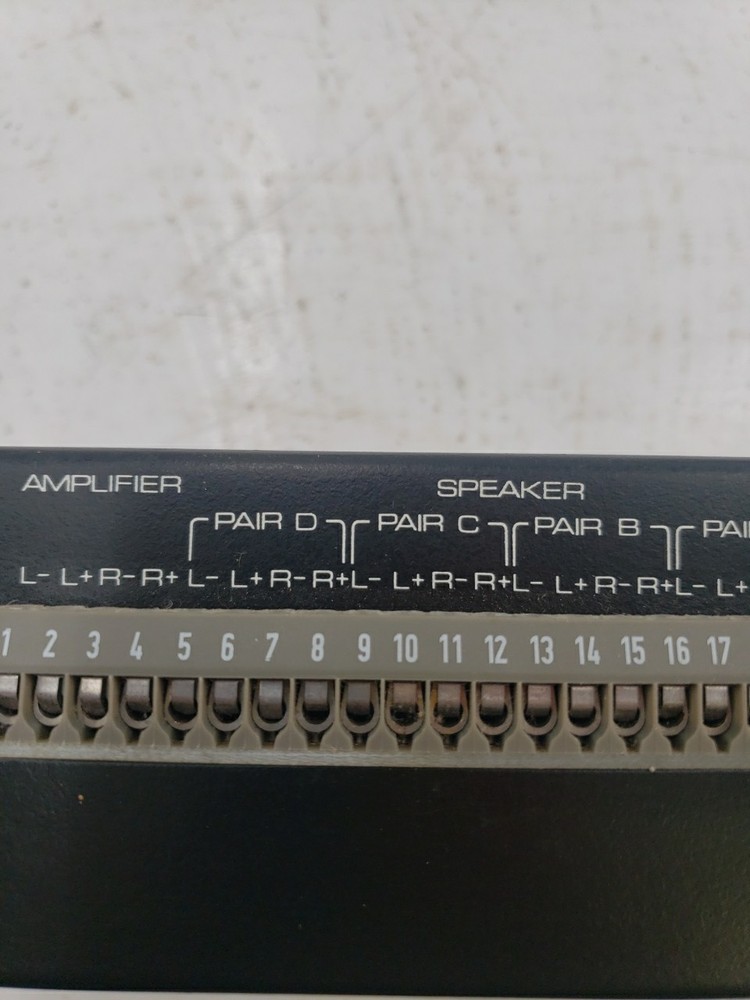 AMPLIFIER SPEAKER
PAIR D PAIR C PAIR B PAI
L- L+ R- R+ L- L+ R- R+ L- L+ R- R+ L- L+ R- R+ L- L+
1 2 3 4 5 6 7 8 9 10 11 12 13 14 15 16 17